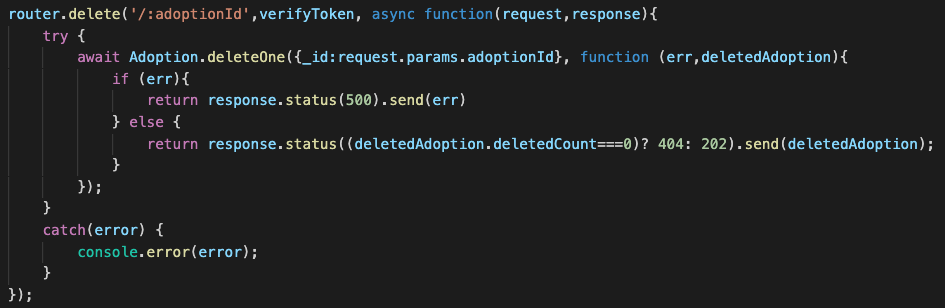 router.delete('/:adoptionId',verifyToken, async function(request,response){
    try {
        await Adoption.deleteOne({_id:request.params.adoptionId}, function (err,deletedAdoption){
            if (err){
                return response.status(500).send(err)
            } else {
                return response.status((deletedAdoption.deletedCount===0)? 404: 202).send(deletedAdoption);
            }
        });
    }
    catch(error) {
        console.error(error);
    }
});